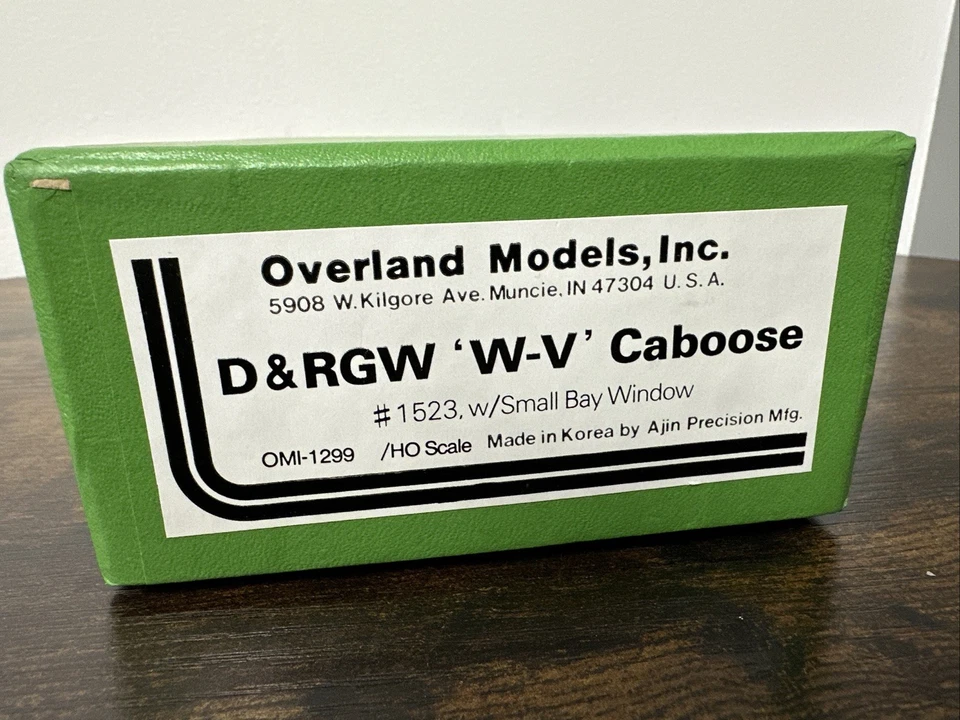 Overland Models, Inc.
5908 W. Kilgore Ave. Muncie, IN 47304 U.S.A.
D&RGW ‘W-V’ Caboose
#1523, w/Small Bay Window
OMI-1299 /HO Scale Made in Korea by Ajin Precision Mfg.